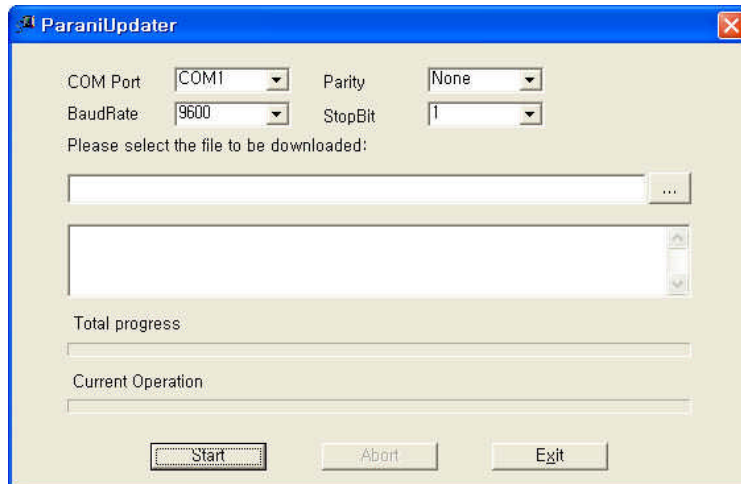 ParaniUpdater
COM Port COM1 Parity None
BaudRate 9600 StopBit 1
Please select the file to be downloaded:
...
Total progress
Current Operation
Start Abort Exit